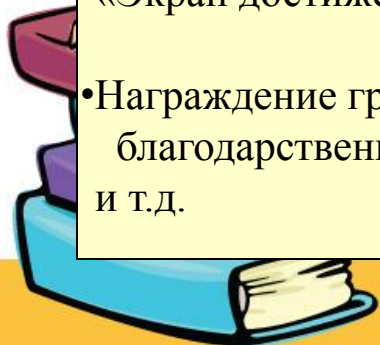 «Экран достиже
•Награждение гр
благодарствен
и т.д.